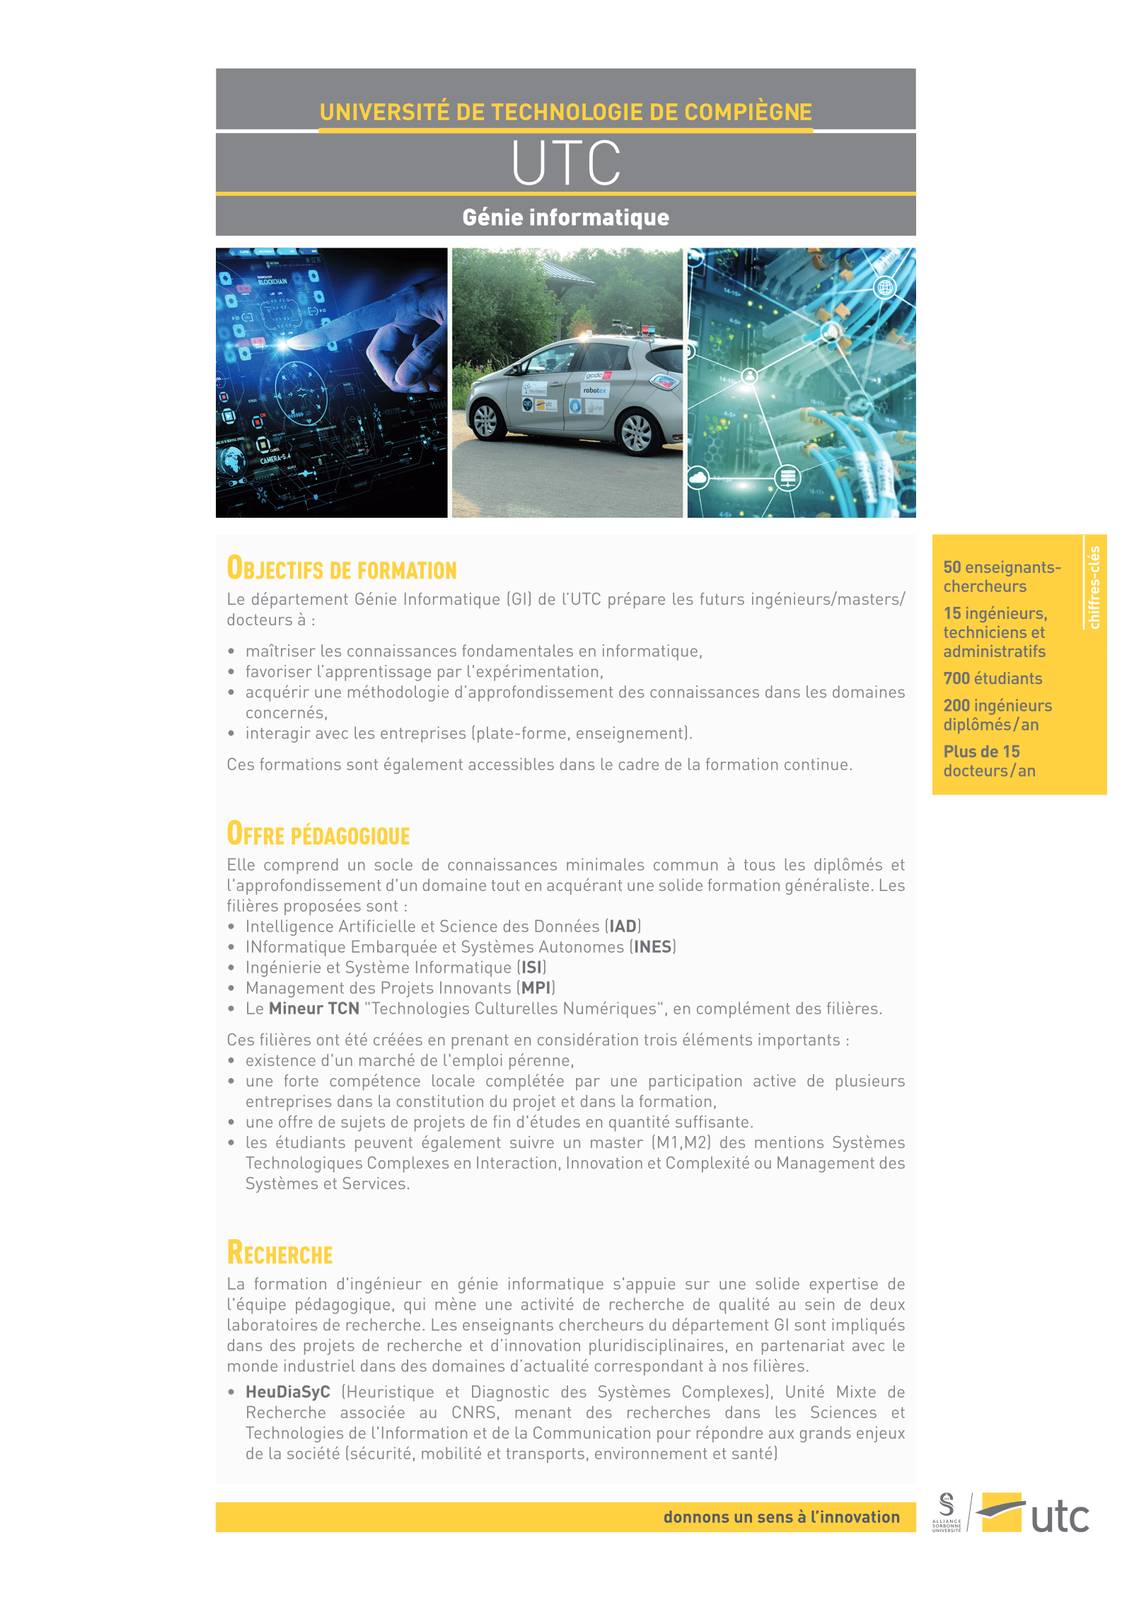 UNIVERSITÉ DE TECHNOLOGIE DE COMPIÈGNE
UTC
Génie informatique
BLOCKCHAIN
CAMERA-5.4
gcdc
robotex
OBJECTIFS DE FORMATION
Le département Génie Informatique (GI) de l’UTC prépare les futurs ingénieurs/masters/
docteurs à :
• maîtriser les connaissances fondamentales en informatique,
• favoriser l’apprentissage par l'expérimentation,
• acquérir une méthodologie d’approfondissement des connaissances dans les domaines
concernés,
• interagir avec les entreprises (plate-forme, enseignement).
Ces formations sont également accessibles dans le cadre de la formation continue.
OFFRE PÉDAGOGIQUE
Elle comprend un socle de connaissances minimales commun à tous les diplômés et
l'approfondissement d'un domaine tout en acquérant une solide formation généraliste. Les
filières proposées sont :
• Intelligence Artificielle et Science des Données (IAD)
• INformatique Embarquée et Systèmes Autonomes (INES)
• Ingénierie et Système Informatique (ISI)
• Management des Projets Innovants (MPI)
• Le Mineur TCN "Technologies Culturelles Numériques", en complément des filières.
Ces filières ont été créées en prenant en considération trois éléments importants :
• existence d'un marché de l'emploi pérenne,
• une forte compétence locale complétée par une participation active de plusieurs
entreprises dans la constitution du projet et dans la formation,
• une offre de sujets de projets de fin d'études en quantité suffisante.
• les étudiants peuvent également suivre un master (M1,M2) des mentions Systèmes
Technologiques Complexes en Interaction, Innovation et Complexité ou Management des
Systèmes et Services.
RECHERCHE
La formation d'ingénieur en génie informatique s'appuie sur une solide expertise de
l'équipe pédagogique, qui mène une activité de recherche de qualité au sein de deux
laboratoires de recherche. Les enseignants chercheurs du département GI sont impliqués
dans des projets de recherche et d’innovation pluridisciplinaires, en partenariat avec le
monde industriel dans des domaines d’actualité correspondant à nos filières.
• HeuDiaSyC (Heuristique et Diagnostic des Systèmes Complexes), Unité Mixte de
Recherche associée au CNRS, menant des recherches dans les Sciences et
Technologies de l'Information et de la Communication pour répondre aux grands enjeux
de la société (sécurité, mobilité et transports, environnement et santé)
chiffres-clés
50 enseignants-
chercheurs
15 ingénieurs,
techniciens et
administratifs
700 étudiants
200 ingénieurs
diplômés/an
Plus de 15
docteurs/an
donnons un sens à l’innovation
ALLIANCE
SORBONNE
UNIVERSITÉ
utc